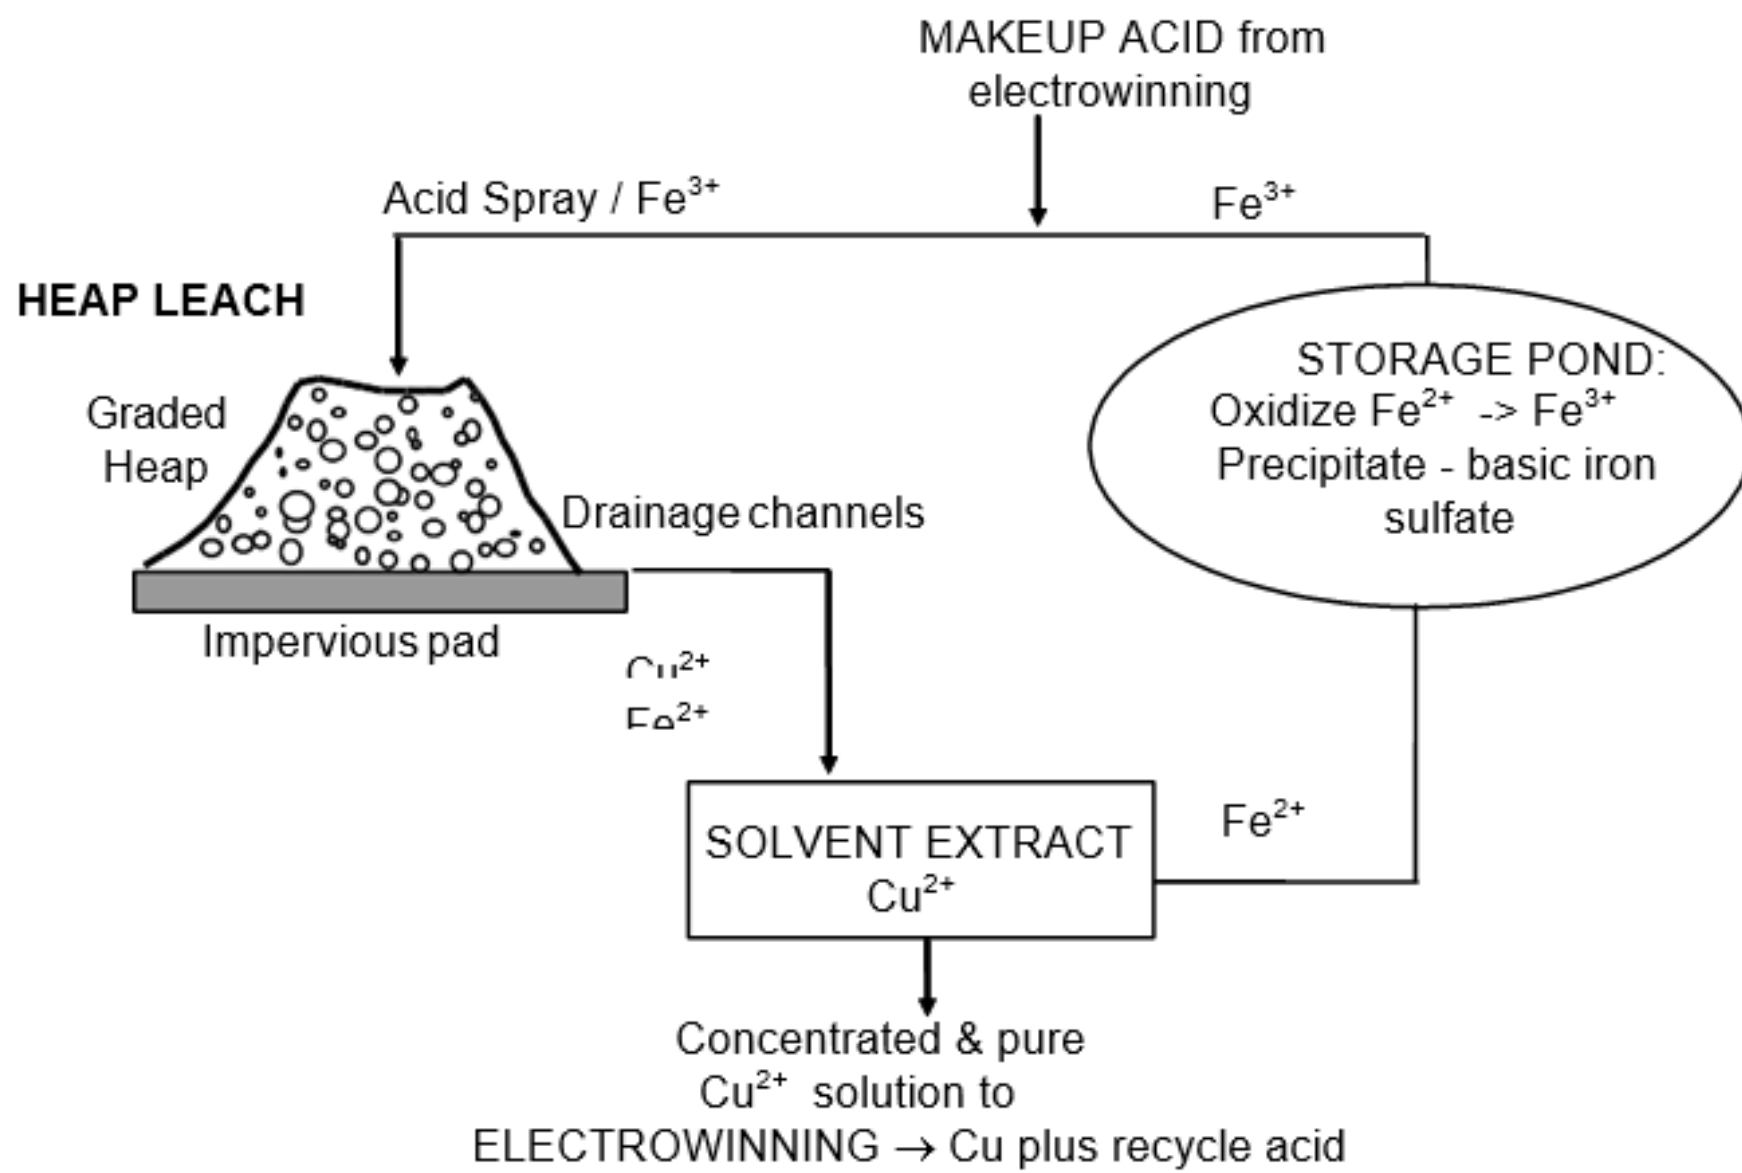 MAKEUP ACID from
electrowinning
Acid Spray / Fe³⁺
Fe³⁺
HEAP LEACH
Graded
Heap
STORAGE POND:
Oxidize Fe²⁺ -> Fe³⁺
Precipitate - basic iron
sulfate
Drainage channels
Impervious pad
Cu²⁺
Fe²⁺
SOLVENT EXTRACT
Cu²⁺
Fe²⁺
Concentrated & pure
Cu²⁺ solution to
ELECTROWINNING → Cu plus recycle acid